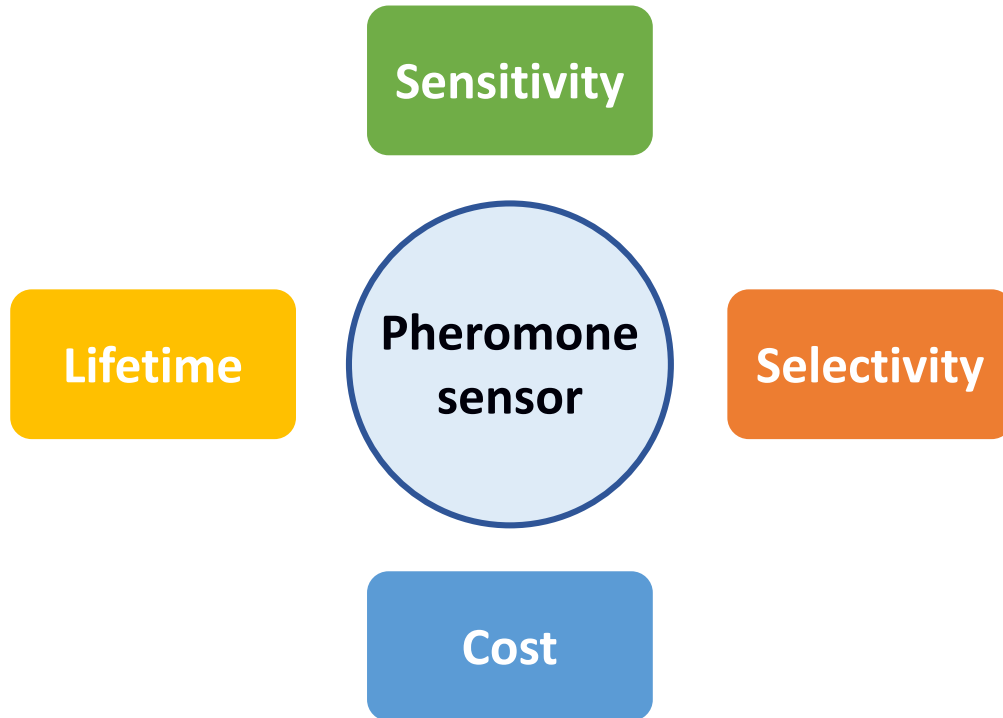 Sensitivity
Pheromone
sensor
Lifetime
Selectivity
Cost